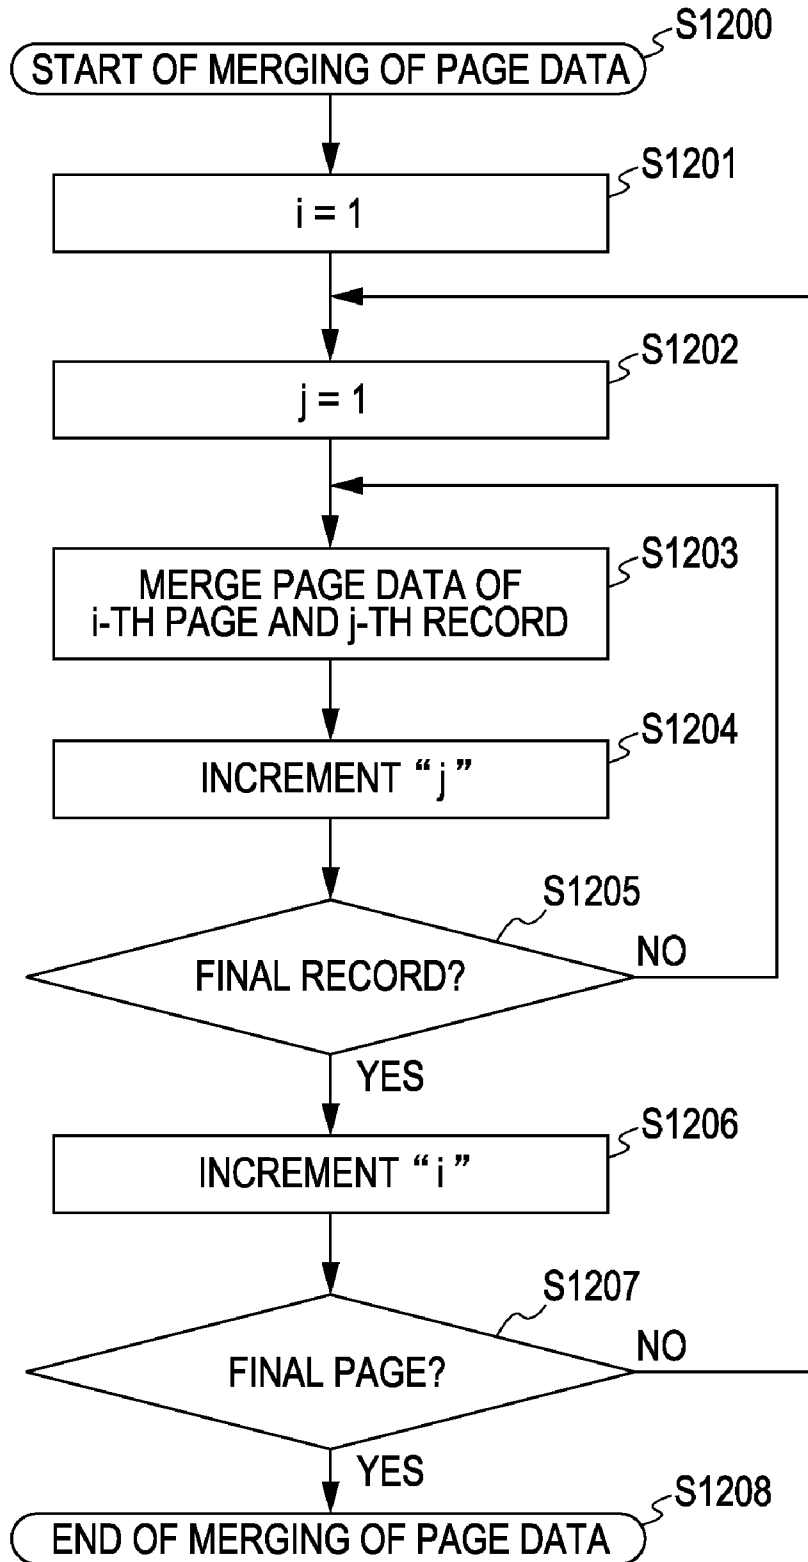 S1200
START OF MERGING OF PAGE DATA
S1201
i = 1
S1202
j = 1
S1203
MERGE PAGE DATA OF
i-TH PAGE AND j-TH RECORD
S1204
INCREMENT “j”
S1205
FINAL RECORD?
NO
YES
S1206
INCREMENT “i”
S1207
FINAL PAGE?
NO
YES
S1208
END OF MERGING OF PAGE DATA